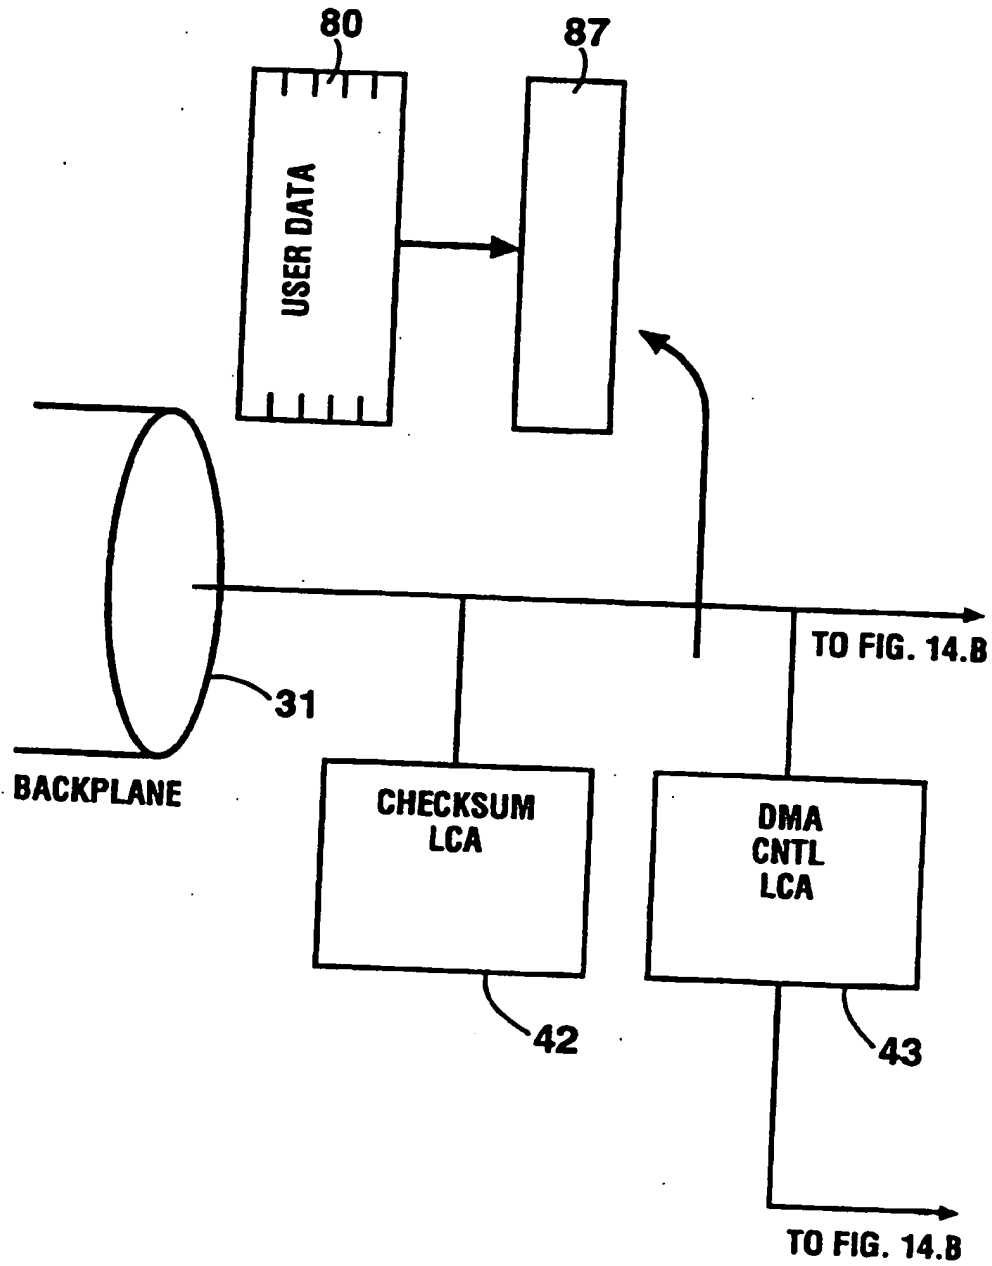 80
87
USER DATA
TO FIG. 14.B
31
BACKPLANE
CHECKSUM
LCA
DMA
CNTL
LCA
42
43
TO FIG. 14.B